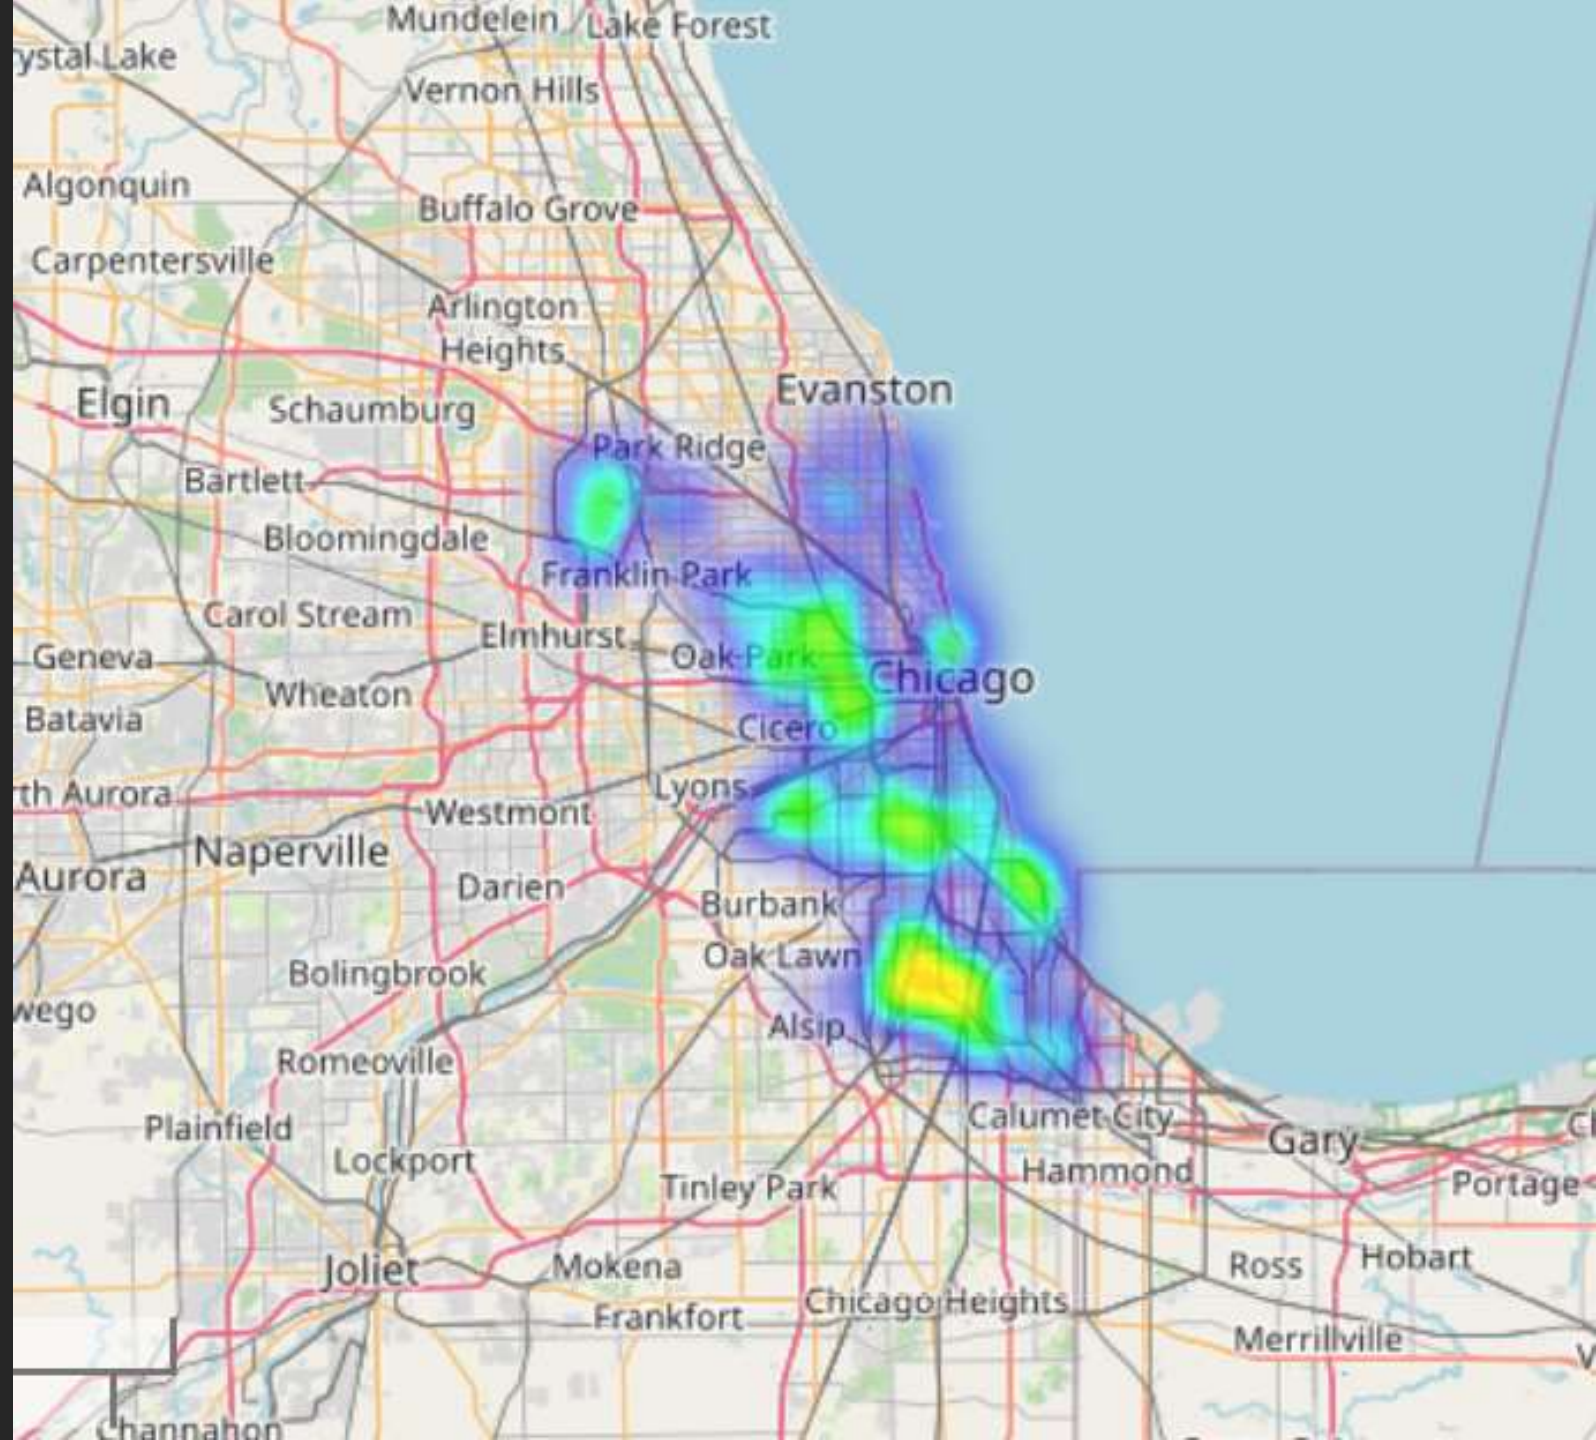 Mundelein
Lake Forest
rystal Lake
Vernon Hills
Algonquin
Buffalo Grove
Carpentersville
Arlington
Heights
Evanston
Elgin
Schaumburg
Park Ridge
Bartlett
Bloomingdale
Franklin Park
Carol Stream
Elmhurst
Geneva
Oak Park
Chicago
Wheaton
Batavia
Cicero
rth Aurora
Lyons
Westmont
Naperville
Aurora
Darien
Burbank
Oak Lawn
Bolingbrook
wego
Alsip
Romeoville
Calumet City
Plainfield
Gary
Cl
Lockport
Hammond
Tinley Park
Portage
Joliet
Mokena
Ross
Hobart
Chicago Heights
Frankfort
Merrillville
V
Channahon